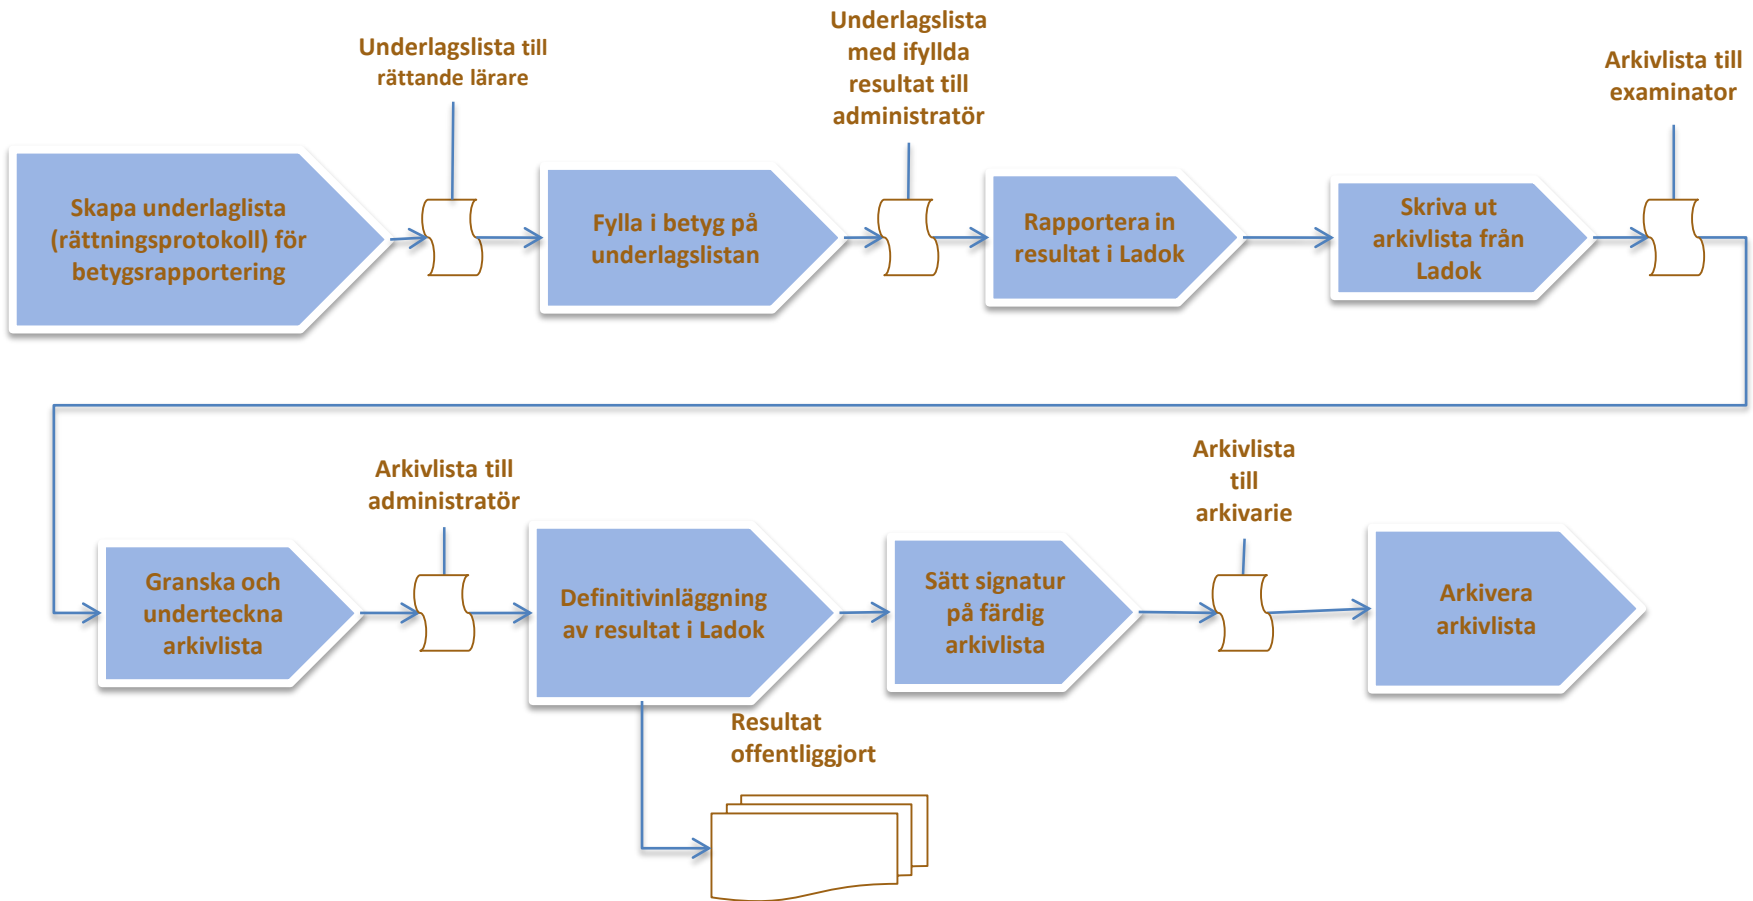 Underlagslista till
rättande lärare
Underlagslista
med ifyllda
resultat till
administratör
Arkivlista till
examinator
Skapa underlaglista
(rättningsprotokoll) för
betygsrapportering
Fylla i betyg på
underlagslistan
Rapportera in
resultat i Ladok
Skriva ut
arkivlista från
Ladok
Arkivlista till
administratör
Arkivlista
till
arkivarie
Granska och
underteckna
arkivlista
Definitivinläggning
av resultat i Ladok
Sätt signatur
på färdig
arkivlista
Arkivera
arkivlista
Resultat
offentliggjort